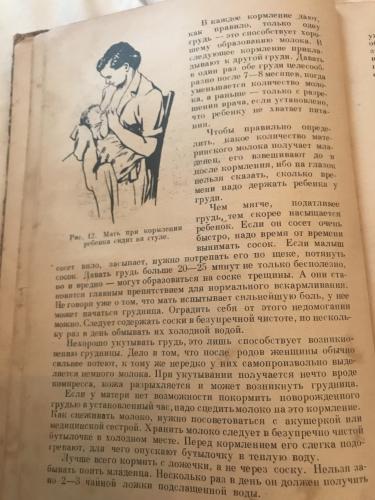 В каждое кормление дают,
как правило, только одну
грудь — это способствует хоро-
шему образованию молока. В
следующее кормление прикла-
дывают к другой груди. Давать
в один раз обе груди целесооб-
разно после 7—8 месяцев, когда
уменьшается количество моло-
ка, а раньше — только с разре-
шения врача, если установлено,
что ребенку не хватает пи-
тания.
Чтобы правильно опреде-
лить, какое количество мате-
ринского молока получает мла-
денец, его взвешивают до и
после кормления, ибо на глазок
нельзя сказать, сколько вре-
мени надо держать ребенка у
груди.
Чем мягче, податливее
грудь, тем скорее насыщается
ребенок. Если он сосет очень
быстро, надо время от времени
вынимать сосок. Если малыш
Рис. 12. Мать при кормлении
ребенка сидит на стуле.
сосет вяло, засыпает, нужно потрепать его по щеке, потянуть
сосок. Давать грудь больше 20—25 минут не только бесполезно,
но и вредно — могут образоваться на соске трещины. А они ста-
новятся главным препятствием для нормального вскармливания.
Не говоря уже о том, что мать испытывает сильнейшую боль, у нее
может начаться грудница. Оградить себя от этого недомогания
можно. Следует содержать соски в безупречной чистоте, по несколь-
ку раз в день обмывать их холодной водой.
Нехорошо укутывать грудь, это лишь способствует возникно-
вению грудницы. Дело в том, что после родов женщины обычно
сильнее потеют, к тому же нередко у них самопроизвольно выде-
ляется немного молока. При укутывании получается нечто вроде
компресса, кожа разрыхляется и может возникнуть грудница.
Если у матери нет возможности покормить новорожденного
грудью в установленный час, надо сцедить молоко на это кормление.
Как сцеживать молоко, нужно посоветоваться с акушеркой или
медицинской сестрой. Хранить молоко следует в безупречно чистой
бутылочке в холодном месте. Перед кормлением его слегка подо-
гревают, для чего опускают бутылочку в теплую воду.
Лучше всего кормить с ложечки, а не через соску. Нельзя за-
бывать поить младенца. Несколько раз в день он должен получить
по 2—3 чайной ложки подслащенной воды.